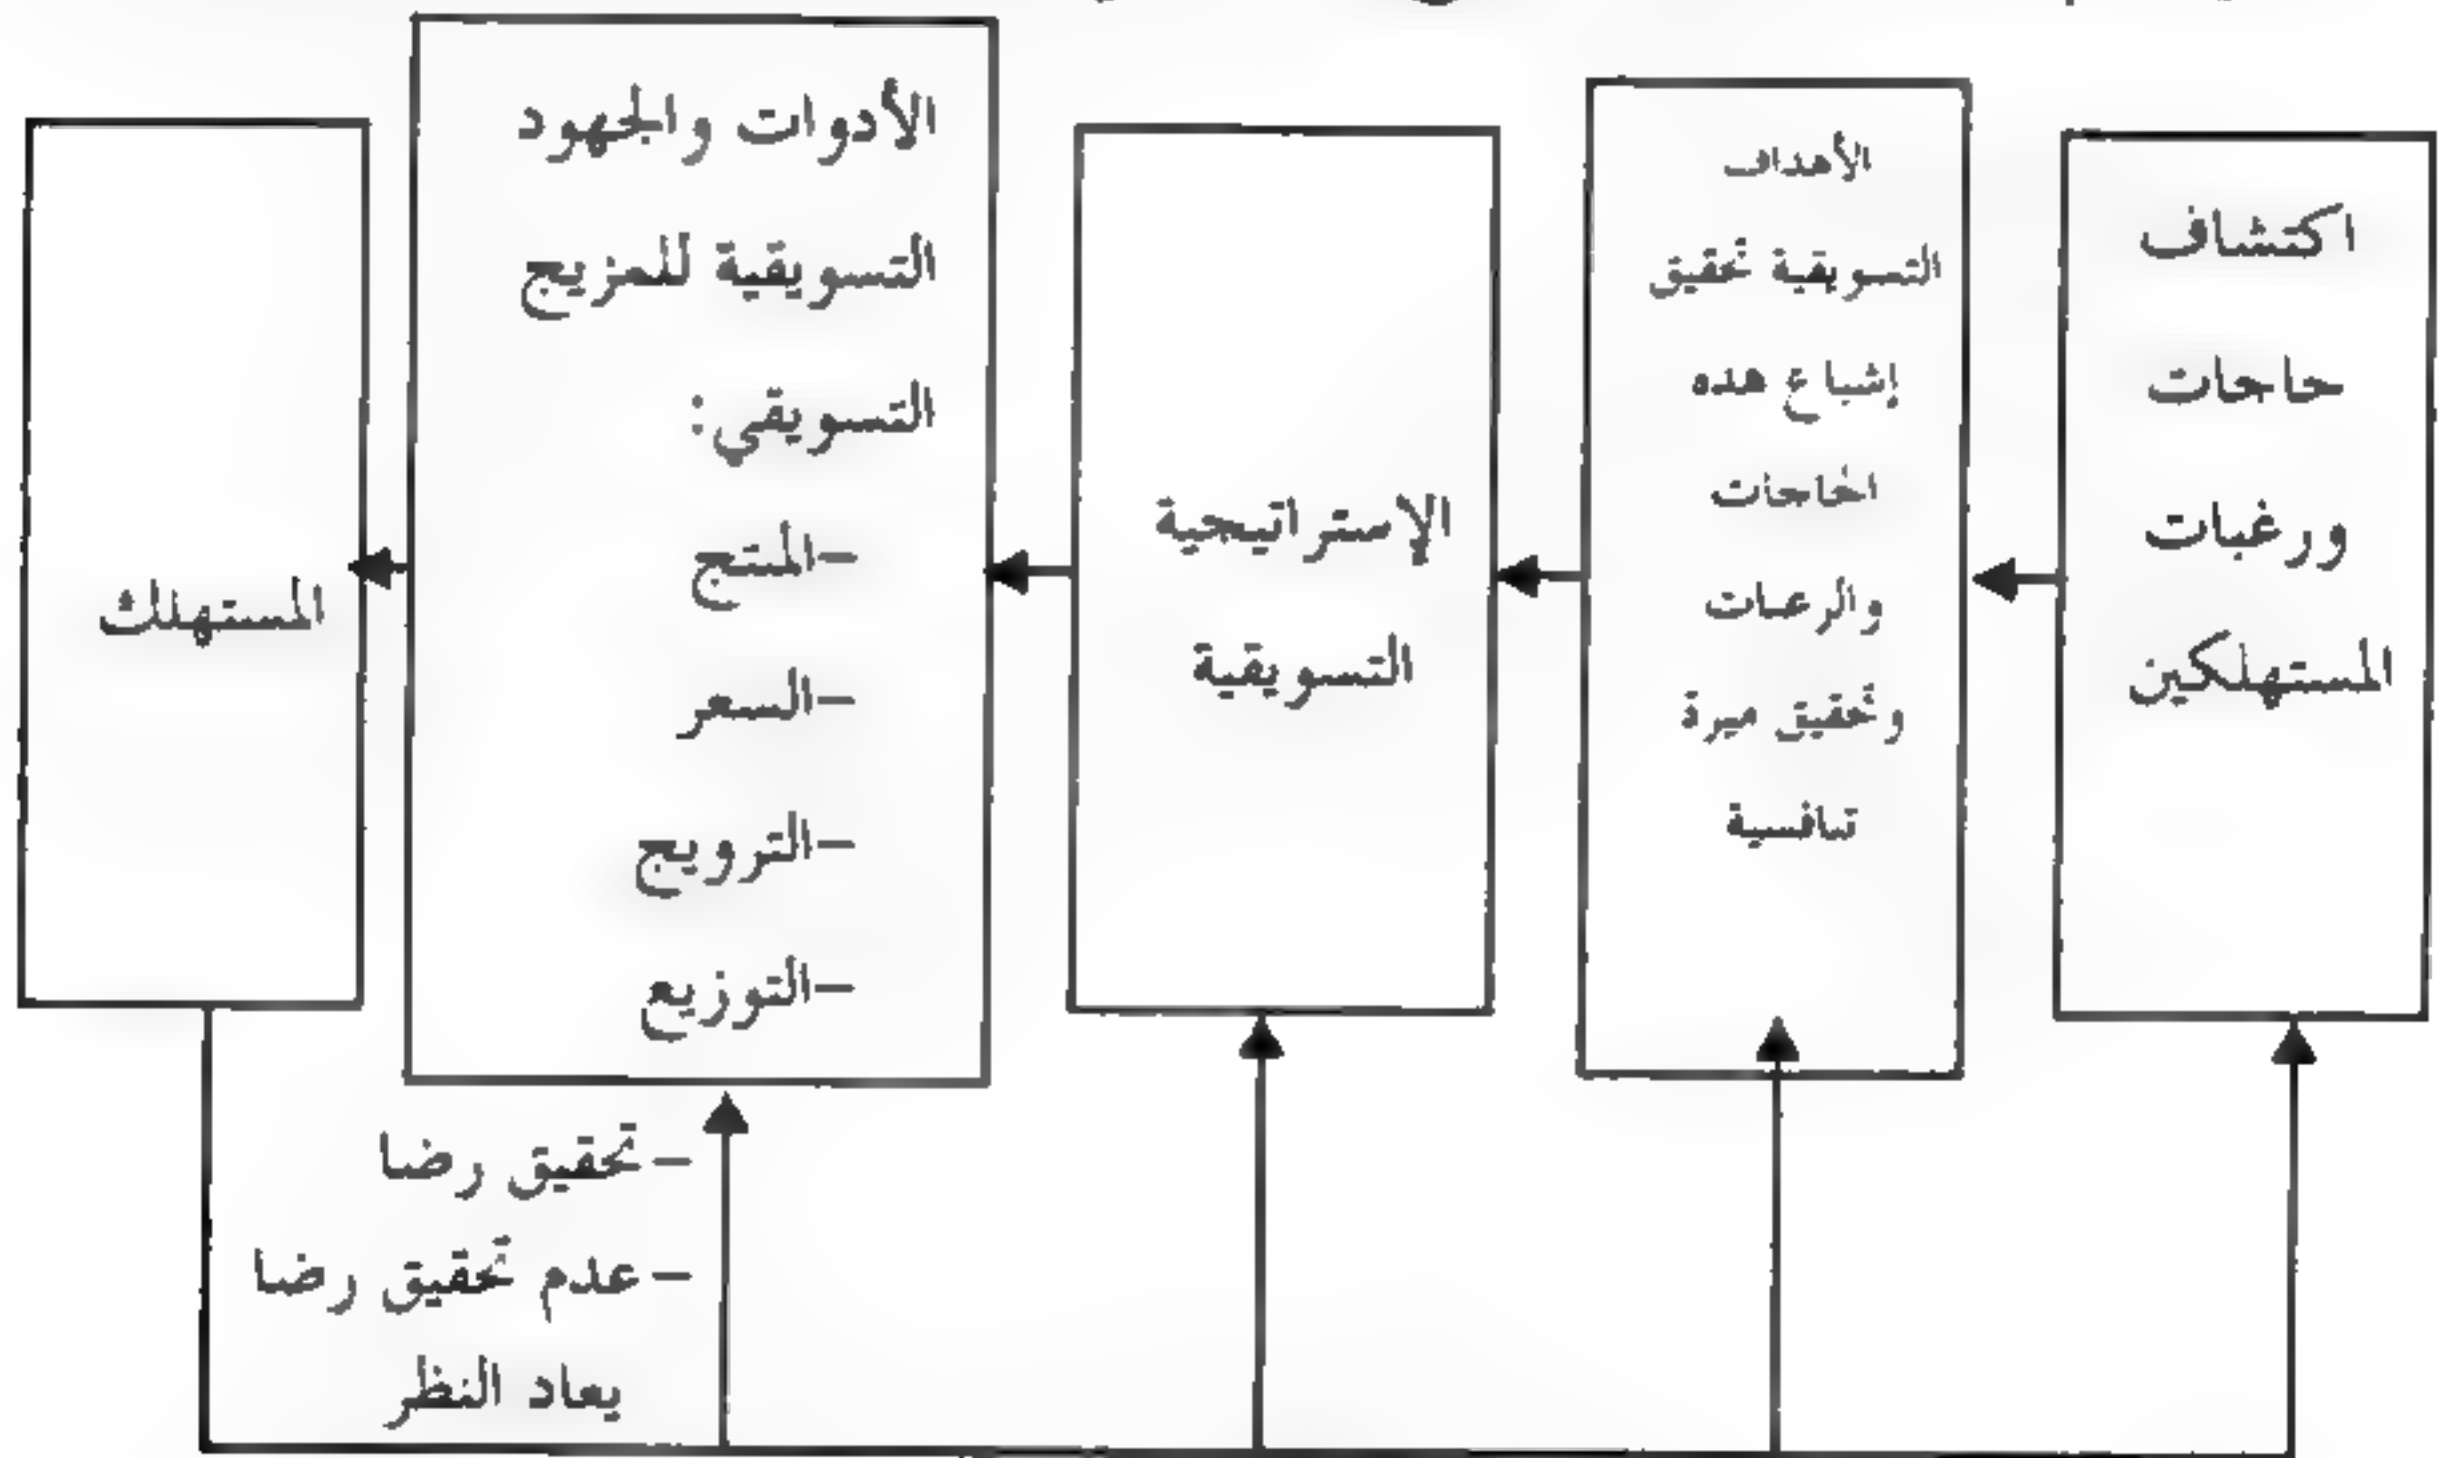 اكتشاف
حاجات
ورغبات
المستهلكين
الأهداف
التسويقية تحقيق
إشباع هذه
الحاجات
والرغبات
وتحقيق ميزة
تنافسية
الإستراتيجية
التسويقية
الأدوات والجهود
التسويقية للمزيج
التسويقي:
-المنتج
-السعر
-الترويج
-التوزيع
المستهلك
-تحقيق رضا
-عدم تحقيق رضا
يعاد النظر